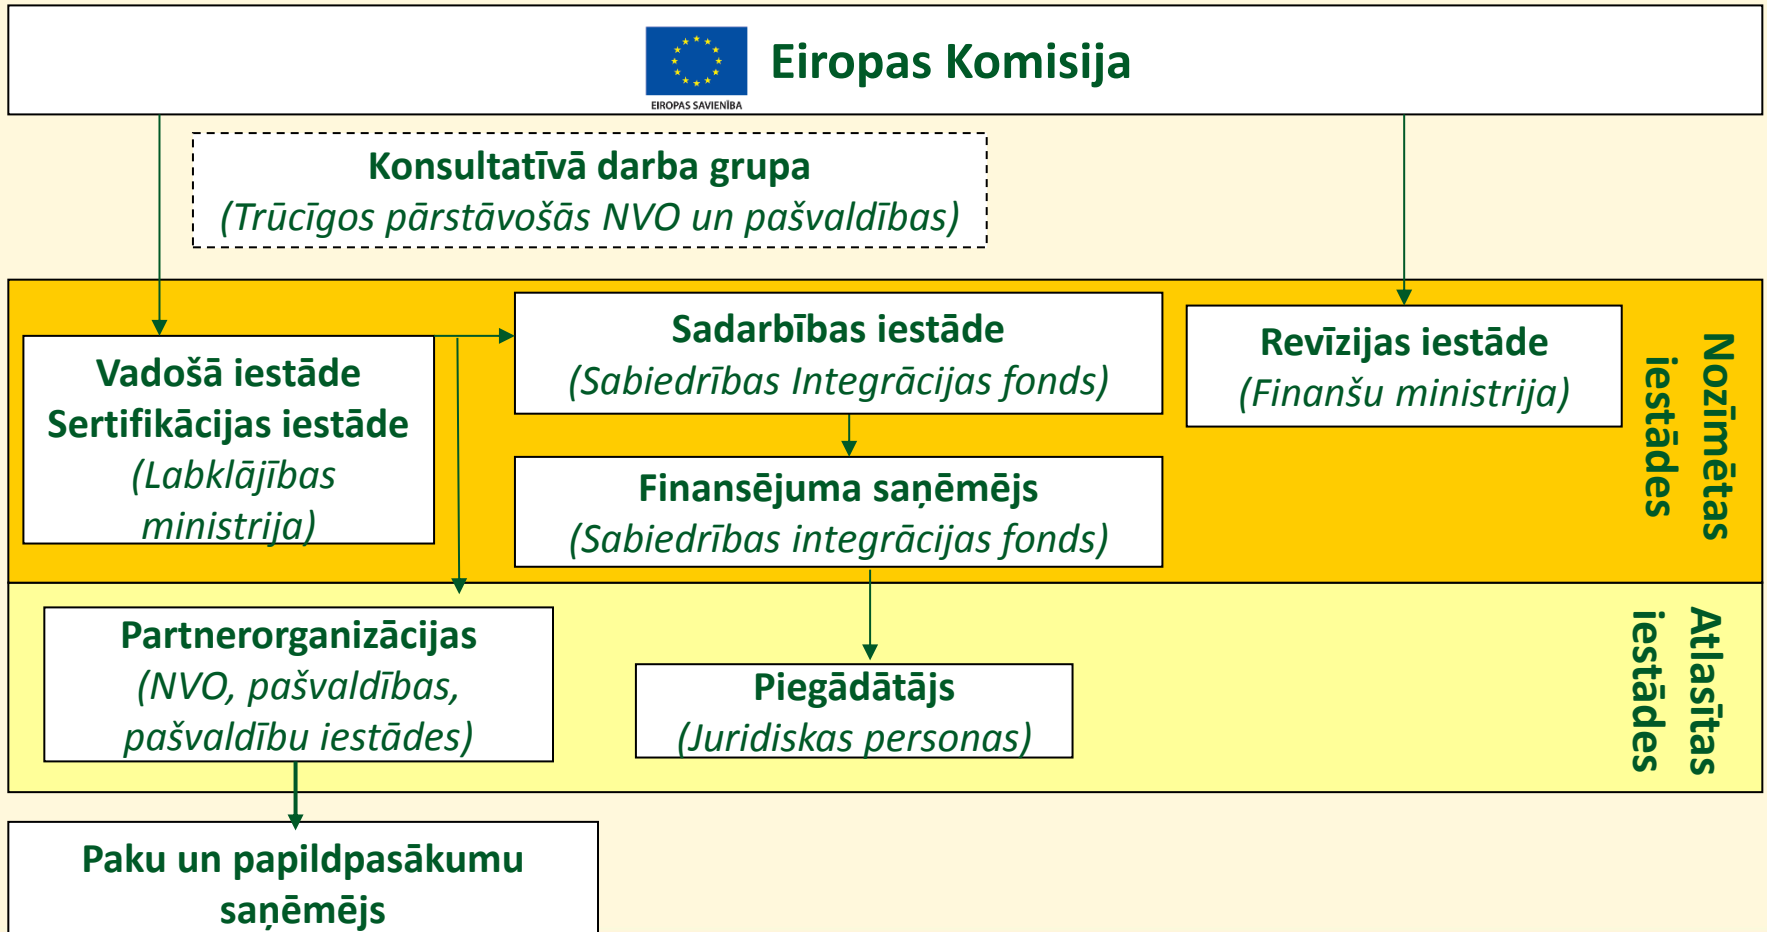 EIROPAS SAVIENĪBA
Eiropas Komisija
Konsultatīvā darba grupa
(Trūcīgos pārstāvošās NVO un pašvaldības)
Vadošā iestāde
Sertifikācijas iestāde
(Labklājības
ministrija)
Sadarbības iestāde
(Sabiedrības Integrācijas fonds)
Finansējuma saņēmējs
(Sabiedrības integrācijas fonds)
Revīzijas iestāde
(Finanšu ministrija)
Nozīmētas
iestādes
Partnerorganizācijas
(NVO, pašvaldības,
pašvaldību iestādes)
Piegādātājs
(Juridiskas personas)
Atlasītas
iestādes
Paku un papildpasākumu
saņēmējs